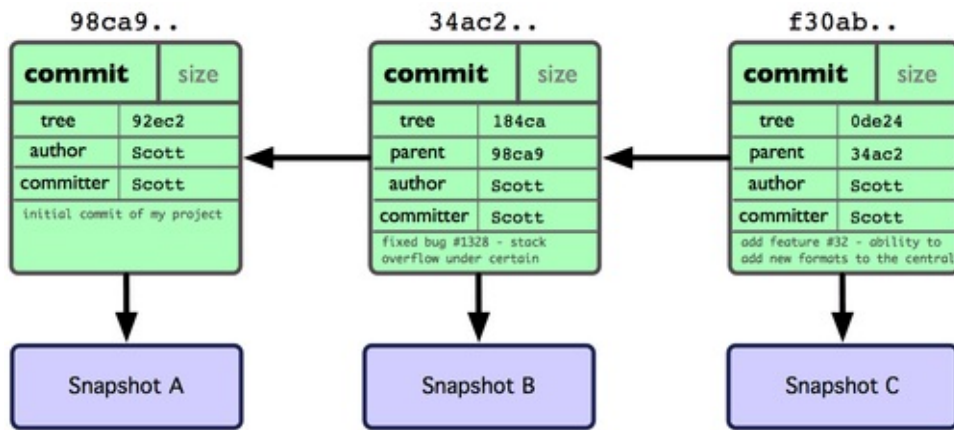 98ca9..
commit size
tree 92ec2
author Scott
committer Scott
initial commit of my project
Snapshot A
34ac2..
commit size
tree 184ca
parent 98ca9
author Scott
committer Scott
fixed bug #1328 - stack
overflow under certain
Snapshot B
f30ab..
commit size
tree 0de24
parent 34ac2
author Scott
committer Scott
add feature #32 - ability to
add new formats to the central
Snapshot C